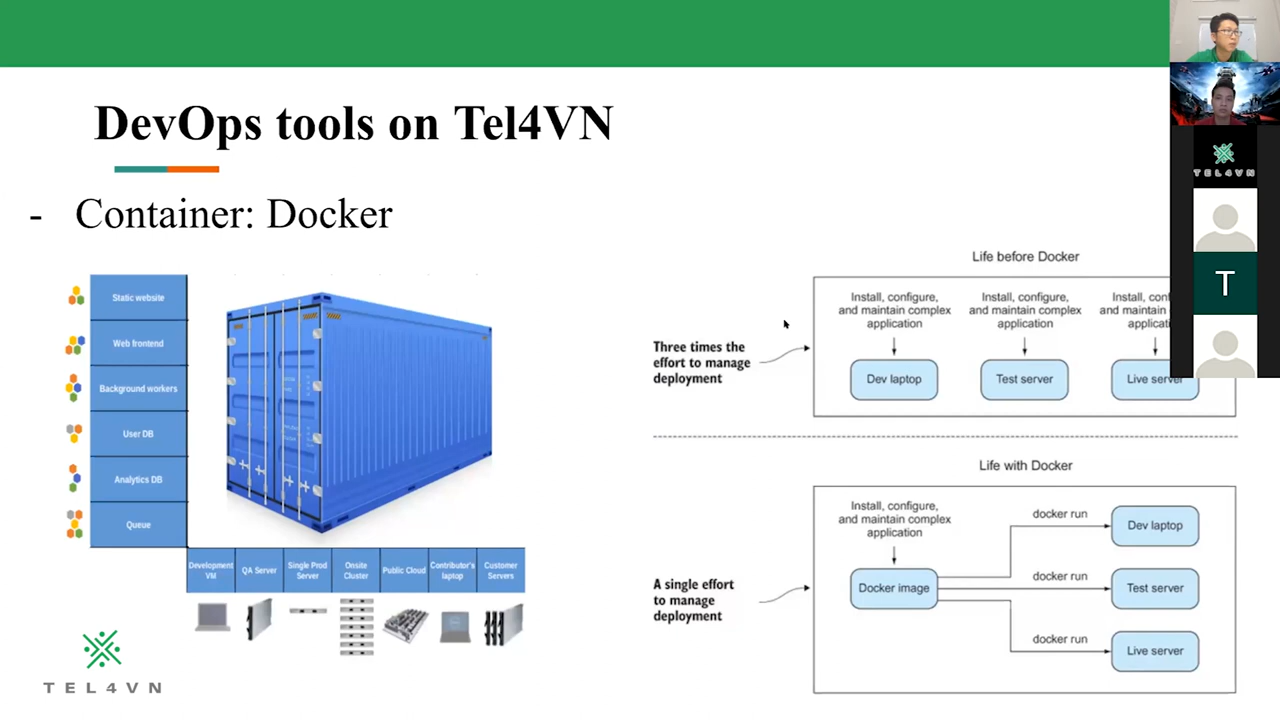 DevOps tools on Tel4VN
- Container: Docker
Static website
Web frontend
Background workers
User DB
Analytics DB
Queue
Development
VM
QA Server
Single Prod
Server
Onsite
Cluster
Public Cloud
Contributor's
laptop
Customer
Servers
TEL4VN
Life before Docker
Three times the
effort to manage
deployment
Install, configure,
and maintain complex
application
Dev laptop
Install, configure,
and maintain complex
application
Test server
Install, con
and maintai
applicati
Live server
Life with Docker
A single effort
to manage
deployment
Install, configure,
and maintain complex
application
Docker image
docker run
Dev laptop
docker run
Test server
docker run
Live server
TEL4VN
T